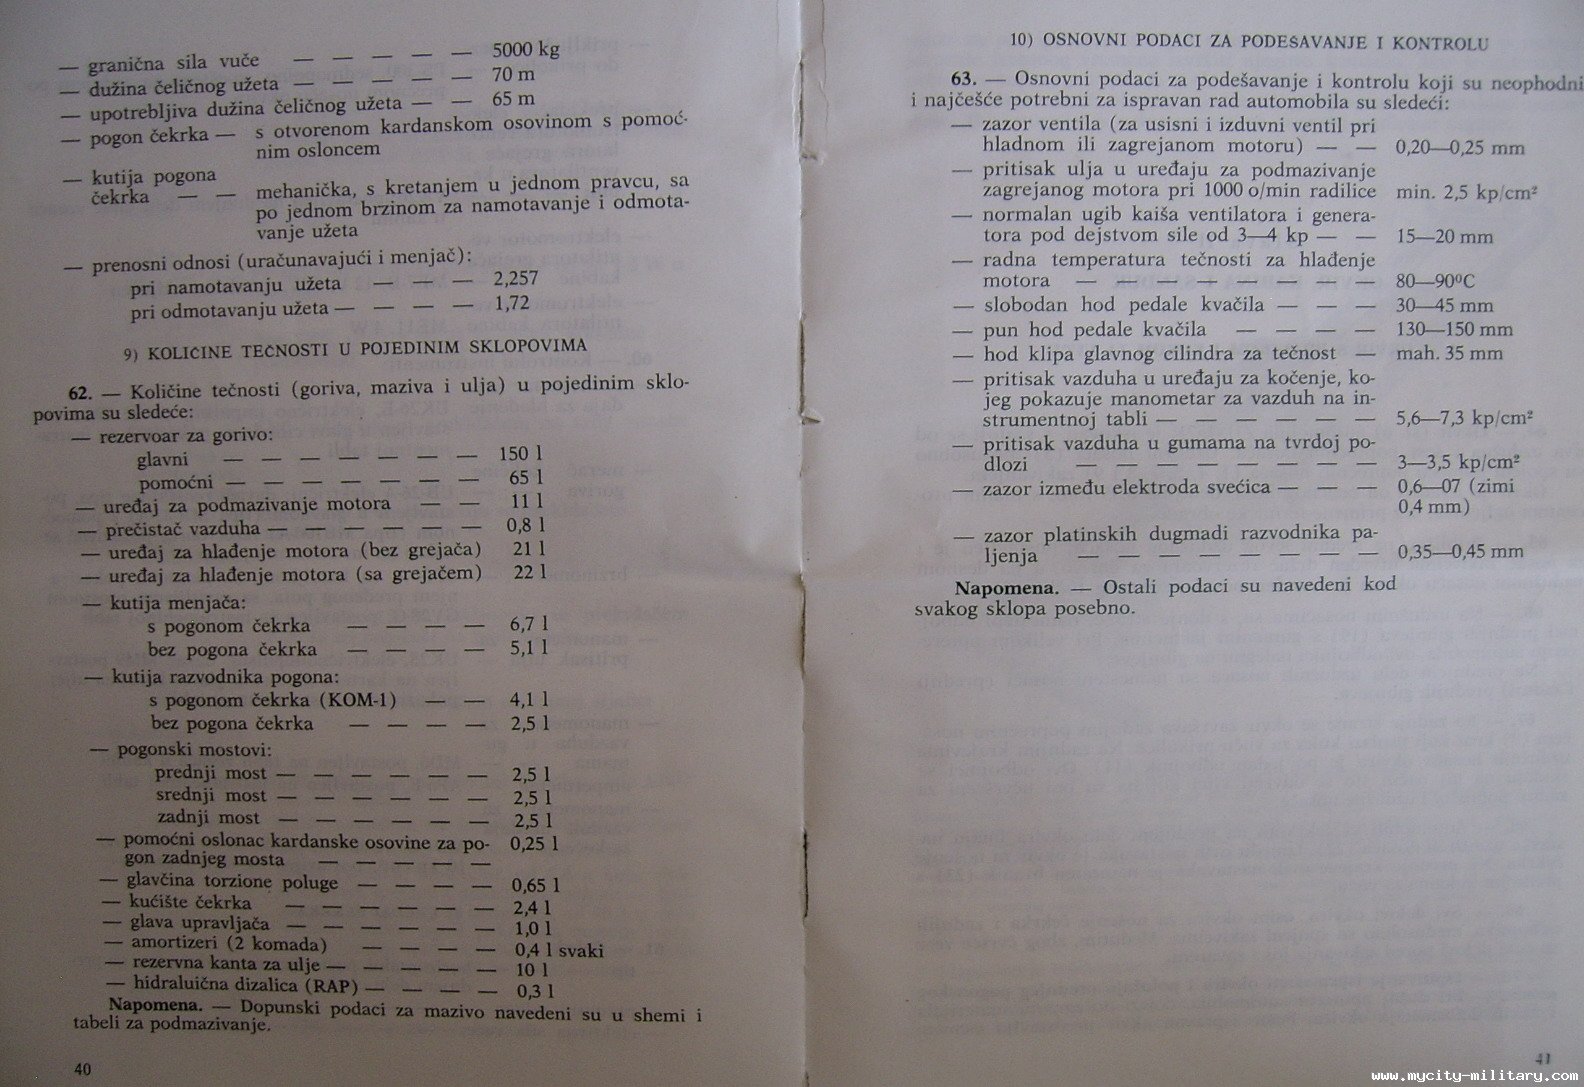 — granična sila vuče — — — — — 5000 kg
— dužina čeličnog užeta — — — — — 70 m
— upotrebljiva dužina čeličnog užeta — — 65 m
— pogon čekrka — s otvorenom kardanskom osovinom s pomoć-
nim osloncem
— kutija pogona
čekrka — — mehanička, s kretanjem u jednom pravcu, sa
po jednom brzinom za namotavanje i odmota-
vanje užeta
— prenosni odnosi (uračunavajući i menjač):
pri namotavanju užeta — — — 2,257
pri odmotavanju užeta — — — — 1,72
9) KOLIČINE TEČNOSTI U POJEDINIM SKLOPOVIMA
62. — Količine tečnosti (goriva, maziva i ulja) u pojedinim sklo-
povima su sledeće:
— rezervoar za gorivo:
glavni — — — — — — — 150 l
pomoćni — — — — — — — 65 l
— uređaj za podmazivanje motora — — 11 l
— prečistač vazduha — — — — — — 0,8 l
— uređaj za hlađenje motora (bez grejača) 21 l
— uređaj za hlađenje motora (sa grejačem) 22 l
— kutija menjača:
s pogonom čekrka — — — — 6,7 l
bez pogona čekrka — — — — 5,1 l
— kutija razvodnika pogona:
s pogonom čekrka (KOM-1) — — 4,1 l
bez pogona čekrka — — — — 2,5 l
— pogonski mostovi:
prednji most — — — — — — 2,5 l
srednji most — — — — — — 2,5 l
zadnji most — — — — — — 2,5 l
— pomoćni oslonac kardanske osovine za po- 0,25 l
gon zadnjeg mosta — — — — —
— glavčina torzione poluge — — — — 0,65 l
— kućište čekrka — — — — — — 2,4 l
— glava upravljača — — — — — — 1,0 l
— amortizeri (2 komada) — — — — 0,4 l svaki
— rezervna kanta za ulje — — — — — 10 l
— hidraluična dizalica (RAP) — — — — 0,3 l
Napomena. — Dopunski podaci za mazivo navedeni su u shemi i
tabeli za podmazivanje.
40
10) OSNOVNI PODACI ZA PODEŠAVANJE I KONTROLU
63. — Osnovni podaci za podešavanje i kontrolu koji su neophodni
i najčešće potrebni za ispravan rad automobila su sledeći:
— zazor ventila (za usisni i izduvni ventil pri
hladnom ili zagrejanom motoru) — — 0,20—0,25 mm
— pritisak ulja u uređaju za podmazivanje
zagrejanog motora pri 1000 o/min radilice min. 2,5 kp/cm²
— normalan ugib kaiša ventilatora i genera-
tora pod dejstvom sile od 3—4 kp — — 15—20 mm
— radna temperatura tečnosti za hlađenje
motora — — — — — — — — 80—90⁰C
— slobodan hod pedale kvačila — — — 30—45 mm
— pun hod pedale kvačila — — — — 130—150 mm
— hod klipa glavnog cilindra za tečnost — mah. 35 mm
— pritisak vazduha u uređaju za kočenje, ko-
jeg pokazuje manometar za vazduh na in-
strumentnoj tabli — — — — — — 5,6—7,3 kp/cm²
— pritisak vazduha u gumama na tvrdoj po-
dlozi — — — — — — — — 3—3,5 kp/cm²
— zazor između elektroda svećica — — — 0,6—07 (zimi
0,4 mm)
— zazor platinskih dugmadi razvodnika pa-
ljenja — — — — — — — — 0,35—0,45 mm
Napomena. — Ostali podaci su navedeni kod
svakog sklopa posebno.
41
www.mycity-military.com